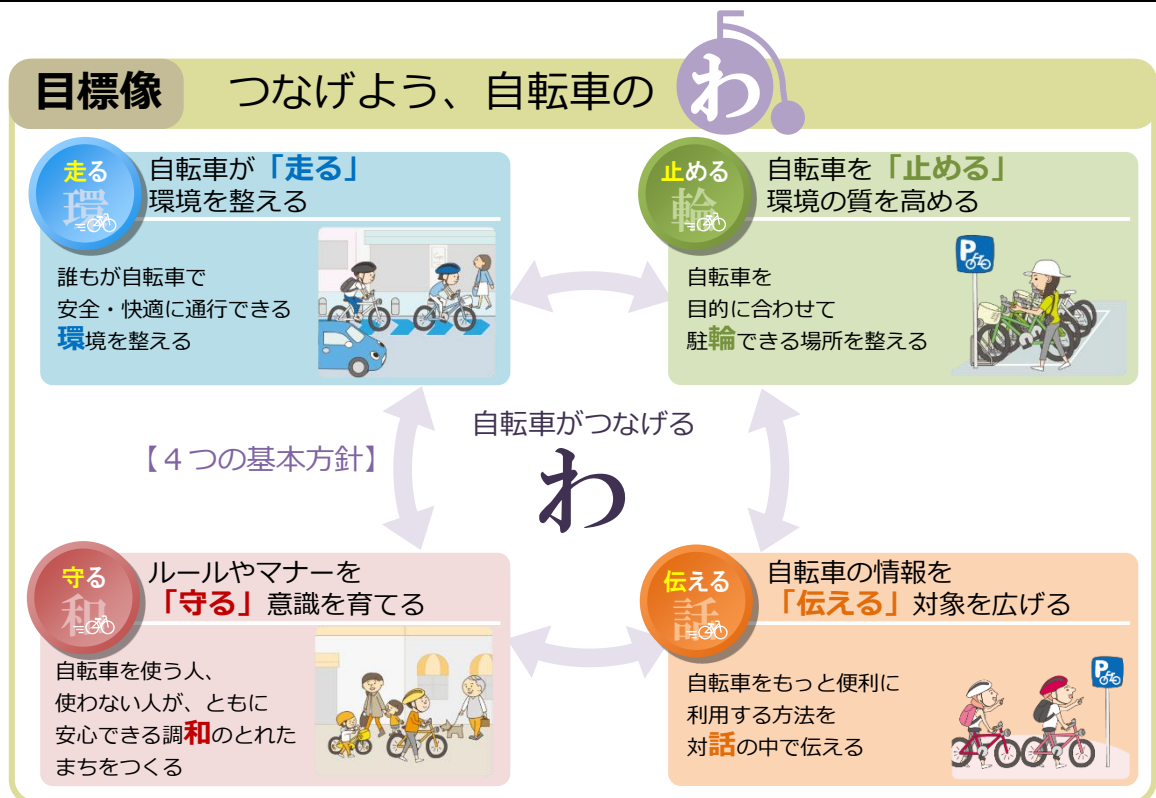 目標像 つなげよう、自転車の わ
走る
環
自転車が「走る」
環境を整える
誰もが自転車で
安全・快適に通行できる
環境を整える
止める
輪
自転車を「止める」
環境の質を高める
P
自転車を
目的に合わせて
駐輪できる場所を整える
自転車がつなげる
わ
【４つの基本方針】
守る
和
ルールやマナーを
「守る」意識を育てる
自転車を使う人、
使わない人が、ともに
安心できる調和のとれた
まちをつくる
伝える
話
自転車の情報を
「伝える」対象を広げる
P
自転車をもっと便利に
利用する方法を
対話の中で伝える